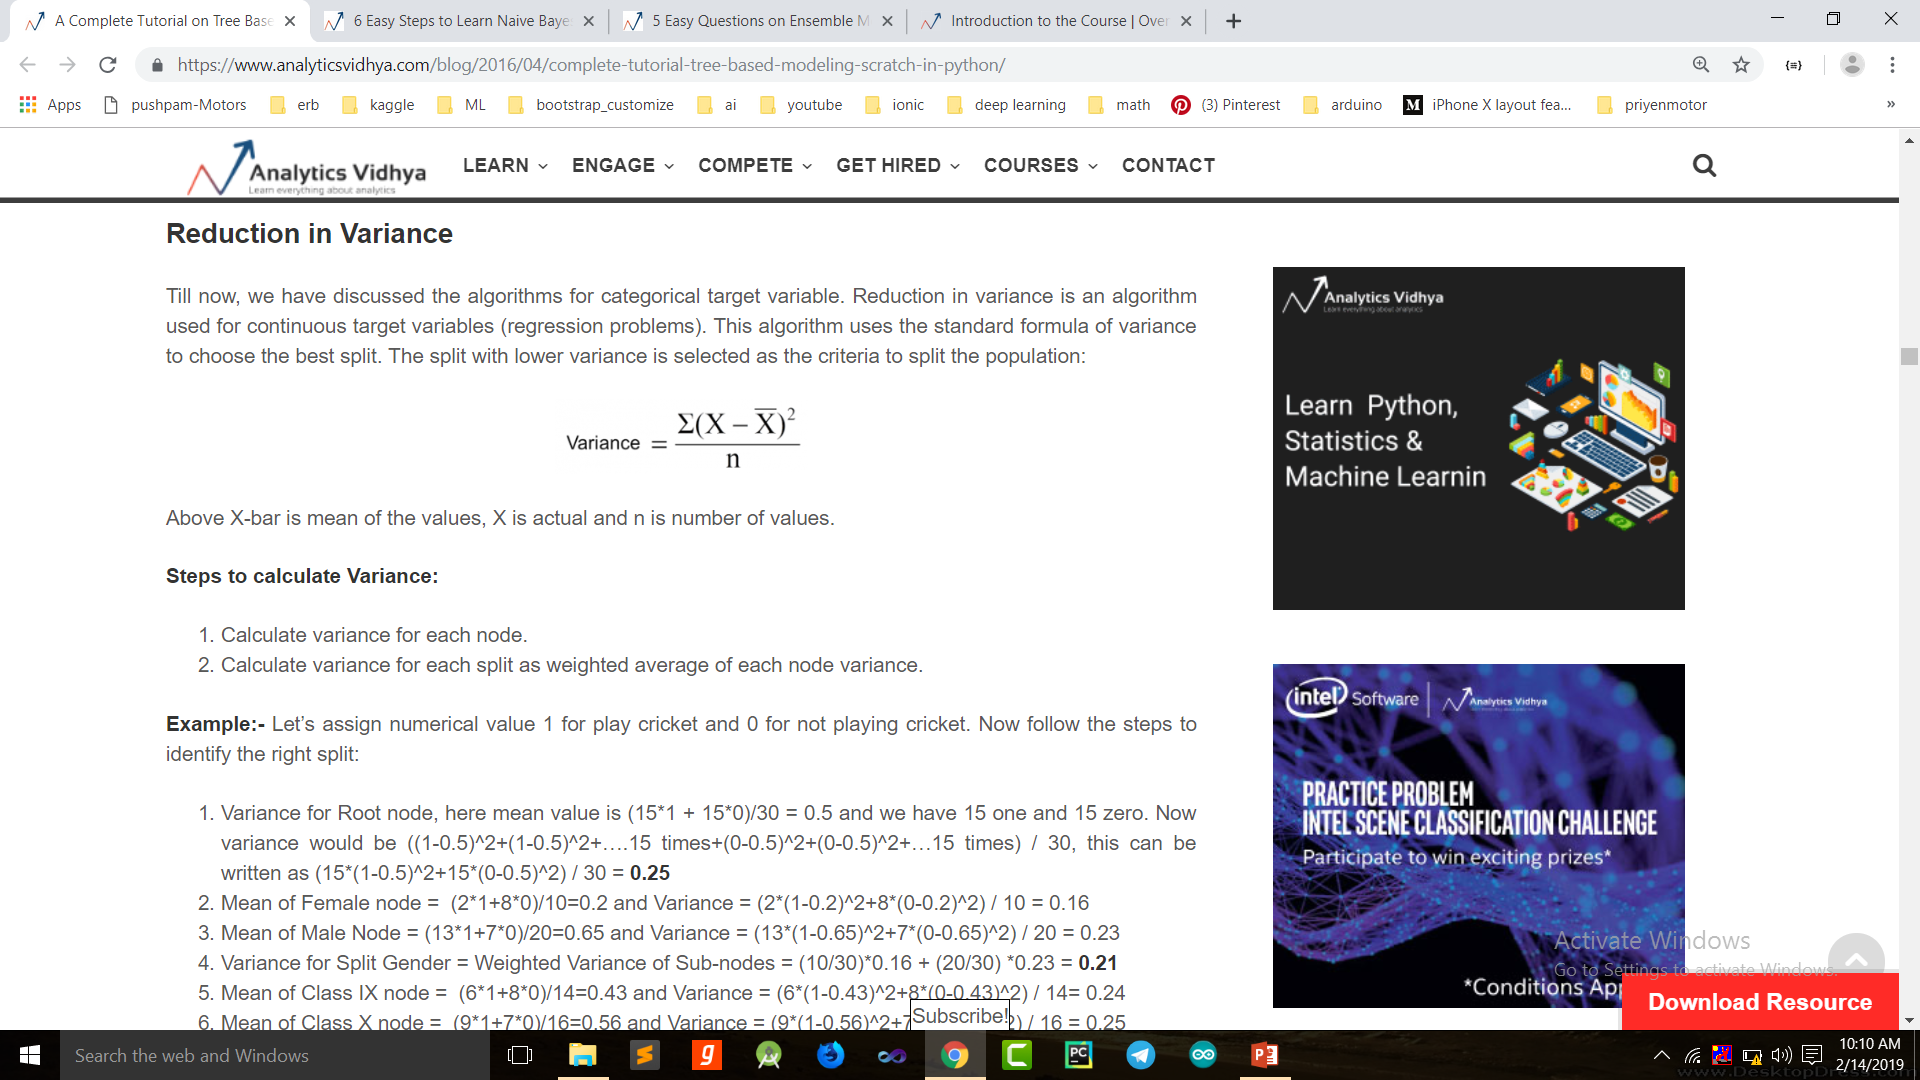 A Complete Tutorial on Tree Base
6 Easy Steps to Learn Naive Baye
5 Easy Questions on Ensemble M
Introduction to the Course | Over
https://www.analyticsvidhya.com/blog/2016/04/complete-tutorial-tree-based-modeling-scratch-in-python/
Apps pushpam-Motors erb kaggle ML bootstrap_customize ai youtube ionic deep learning math (3) Pinterest arduino M iPhone X layout fea... priyenmotor »
Analytics Vidhya
Learn everything about analytics
LEARN ENGAGE COMPETE GET HIRED COURSES CONTACT
Reduction in Variance
Till now, we have discussed the algorithms for categorical target variable. Reduction in variance is an algorithm
used for continuous target variables (regression problems). This algorithm uses the standard formula of variance
to choose the best split. The split with lower variance is selected as the criteria to split the population:
Variance = Σ(X – X̅)²
n
Above X-bar is mean of the values, X is actual and n is number of values.
Steps to calculate Variance:
1. Calculate variance for each node.
2. Calculate variance for each split as weighted average of each node variance.
Example:- Let’s assign numerical value 1 for play cricket and 0 for not playing cricket. Now follow the steps to
identify the right split:
1. Variance for Root node, here mean value is (15*1 + 15*0)/30 = 0.5 and we have 15 one and 15 zero. Now
variance would be ((1-0.5)^2+(1-0.5)^2+….15 times+(0-0.5)^2+(0-0.5)^2+…15 times) / 30, this can be
written as (15*(1-0.5)^2+15*(0-0.5)^2) / 30 = 0.25
2. Mean of Female node = (2*1+8*0)/10=0.2 and Variance = (2*(1-0.2)^2+8*(0-0.2)^2) / 10 = 0.16
3. Mean of Male Node = (13*1+7*0)/20=0.65 and Variance = (13*(1-0.65)^2+7*(0-0.65)^2) / 20 = 0.23
4. Variance for Split Gender = Weighted Variance of Sub-nodes = (10/30)*0.16 + (20/30) *0.23 = 0.21
5. Mean of Class IX node = (6*1+8*0)/14=0.43 and Variance = (6*(1-0.43)^2+8*(0-0.43)^2) / 14= 0.24
6. Mean of Class X node = (9*1+7*0)/16=0.56 and Variance = (9*(1-0.56)^2+7 2) / 16 = 0.25
Subscribe!
Analytics Vidhya
Learn everything about analytics
Learn Python,
Statistics &
Machine Learnin
intel Software Analytics Vidhya
PRACTICE PROBLEM
INTEL SCENE CLASSIFICATION CHALLENGE
Participate to win exciting prizes*
*Conditions Ap
Activate Windows
Go to Settings to activate Windows.
Download Resource
Search the web and Windows
PC
10:10 AM
2/14/2019